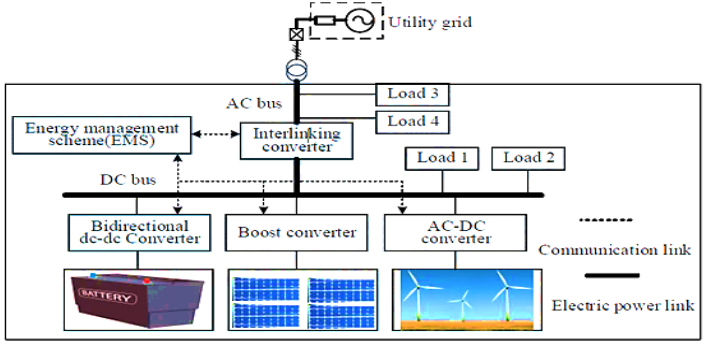 Utility grid
Load 3
AC bus
Load 4
Energy management
scheme(EMS)
Interlinking
converter
Load 1
Load 2
DC bus
Bidirectional
dc-dc Converter
Boost converter
AC-DC
converter
Communication link
BATTERY
Electric power link